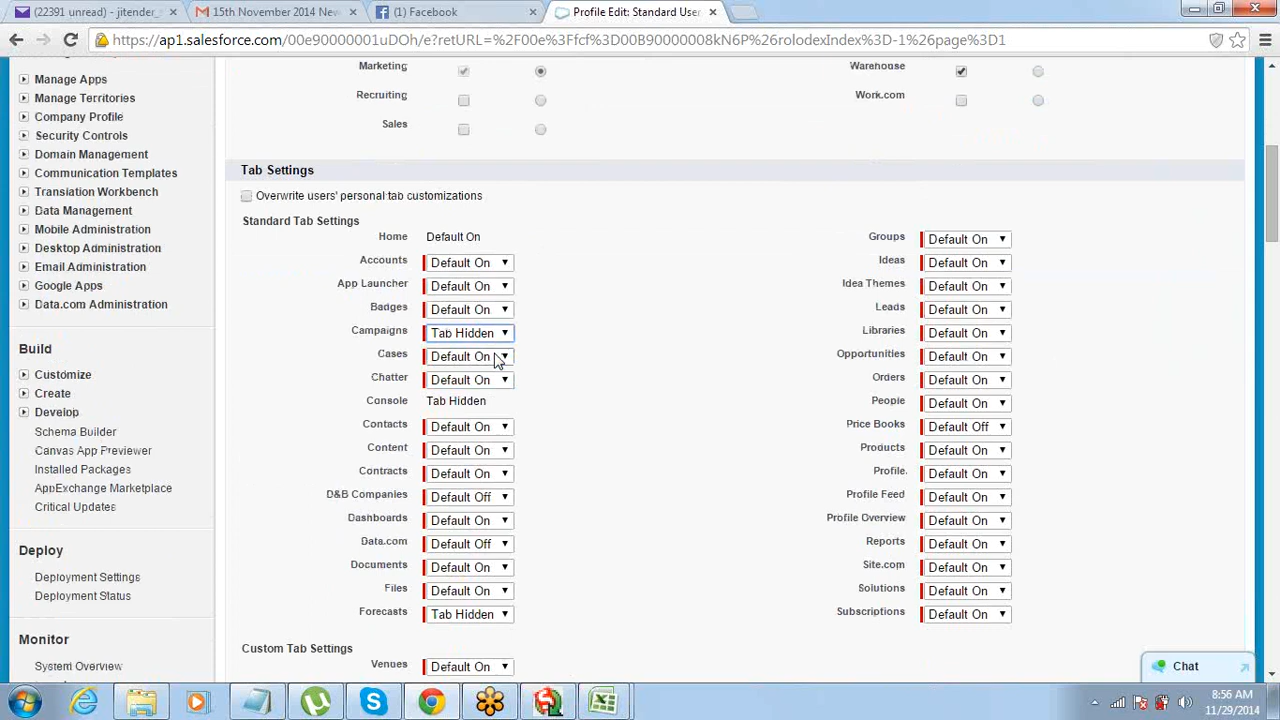 (22391 unread) - jitender_
15th November 2014 New
(1) Facebook
Profile Edit: Standard User
https://ap1.salesforce.com/00e90000001uDOh/e?retURL=%2F00e%3Ffcf%3D00B90000008kN6P%26rolodexIndex%3D-1%26page%3D1
Manage Apps
Manage Territories
Company Profile
Security Controls
Domain Management
Communication Templates
Translation Workbench
Data Management
Mobile Administration
Desktop Administration
Email Administration
Google Apps
Data.com Administration
Build
Customize
Create
Develop
Schema Builder
Canvas App Previewer
Installed Packages
AppExchange Marketplace
Critical Updates
Deploy
Deployment Settings
Deployment Status
Monitor
System Overview
Marketing
Warehouse
Recruiting
Work.com
Sales
Tab Settings
Overwrite users' personal tab customizations
Standard Tab Settings
Home Default On
Groups Default On
Accounts Default On
Ideas Default On
App Launcher Default On
Idea Themes Default On
Badges Default On
Leads Default On
Campaigns Tab Hidden
Libraries Default On
Cases Default On
Opportunities Default On
Chatter Default On
Orders Default On
Console Tab Hidden
People Default On
Contacts Default On
Price Books Default Off
Content Default On
Products Default On
Contracts Default On
Profile. Default On
D&B Companies Default Off
Profile Feed Default On
Dashboards Default On
Profile Overview Default On
Data.com Default Off
Reports Default On
Documents Default On
Site.com Default On
Files Default On
Solutions Default On
Forecasts Tab Hidden
Subscriptions Default On
Custom Tab Settings
Venues Default On
Chat
8:56 AM
11/29/2014